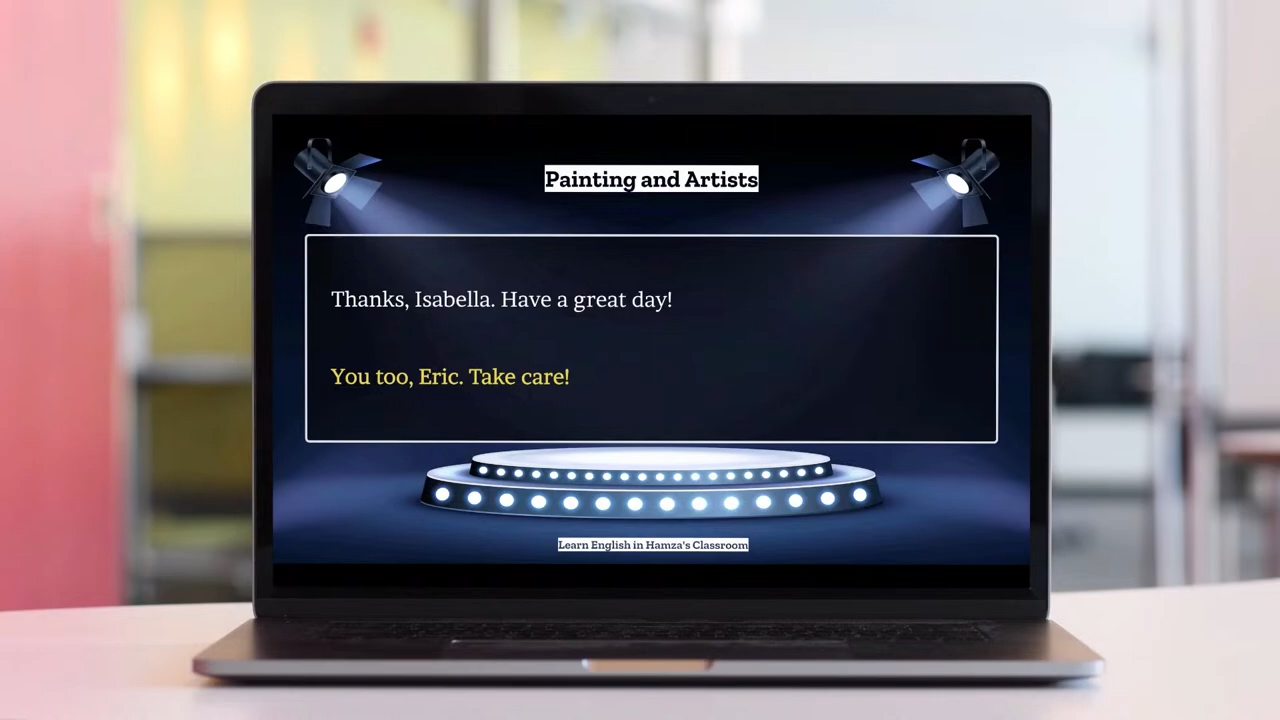 Painting and Artists
Thanks, Isabella. Have a great day!
You too, Eric. Take care!
Learn English in Hamza's Classroom